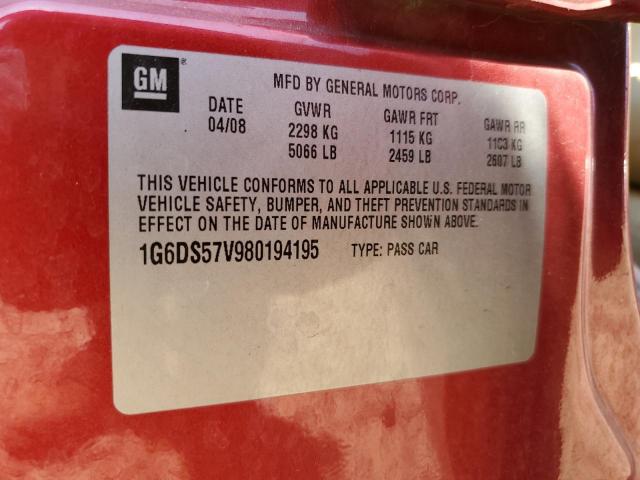 GM®
MFD BY GENERAL MOTORS CORP.
DATE GVWR GAWR FRT GAWR RR
04/08 2298 KG 1115 KG 1183 KG
5066 LB 2459 LB 2607 LB
THIS VEHICLE CONFORMS TO ALL APPLICABLE U.S. FEDERAL MOTOR
VEHICLE SAFETY, BUMPER, AND THEFT PREVENTION STANDARDS IN
EFFECT ON THE DATE OF MANUFACTURE SHOWN ABOVE.
1G6DS57V980194195 TYPE: PASS CAR